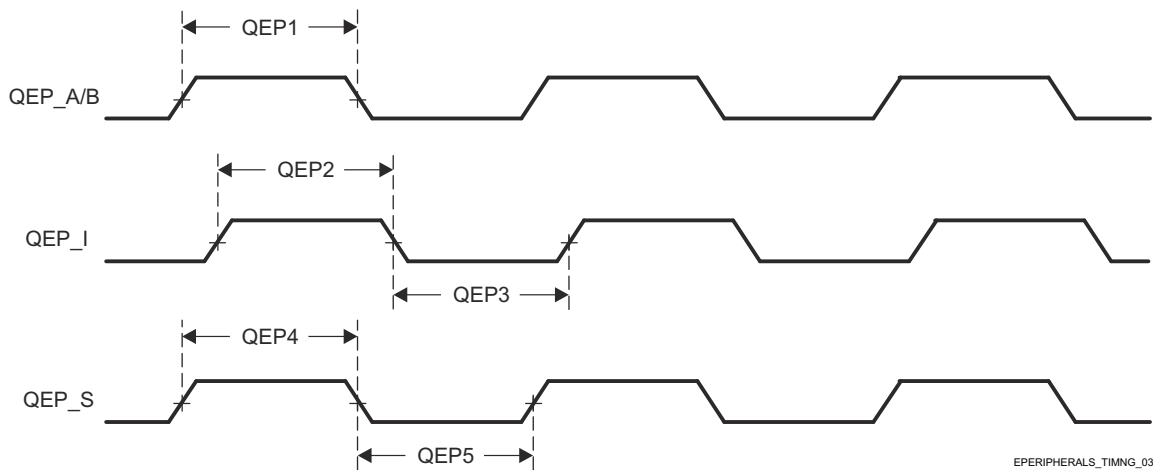 QEP1
QEP_A/B
QEP2
QEP_I
QEP3
QEP4
QEP_S
QEP5
EPERIPHERALS_TIMNG_03